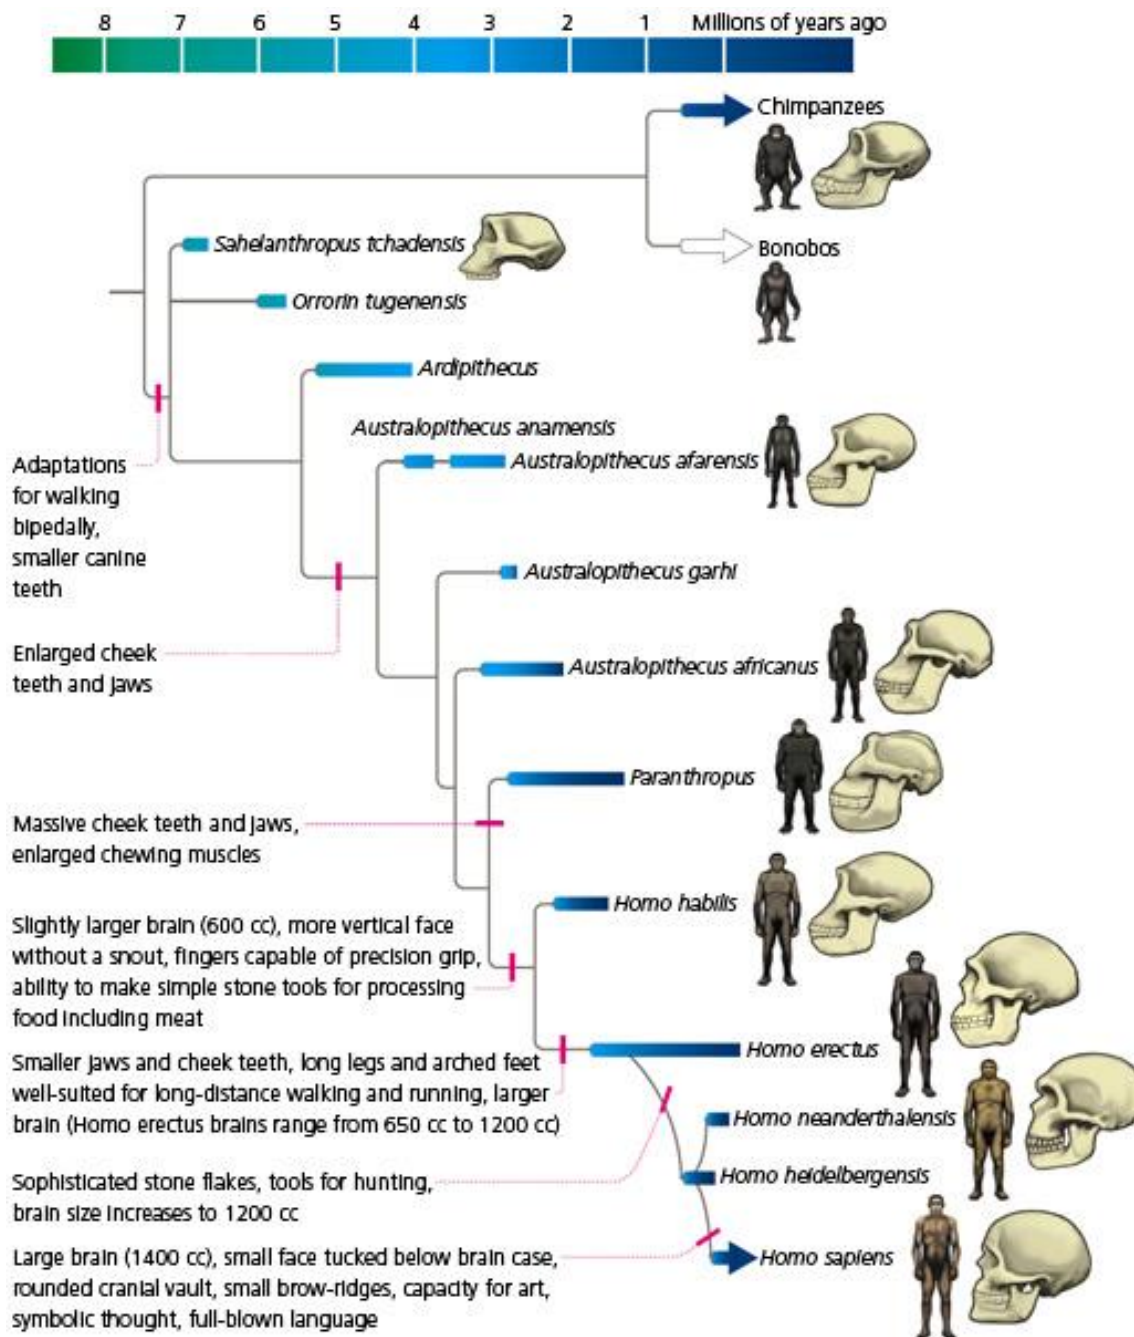 8 7 6 5 4 3 2 1 Millions of years ago
Chimpanzees
Sahelanthropus tchadensis
Bonobos
Orrorin tugenensis
Ardipithecus
Australopithecus anamensis
Australopithecus afarensis
Adaptations
for walking
bipedally,
smaller canine
teeth
Australopithecus garhi
Enlarged cheek
teeth and jaws
Australopithecus africanus
Paranthropus
Massive cheek teeth and jaws,
enlarged chewing muscles
Homo habilis
Slightly larger brain (600 cc), more vertical face
without a snout, fingers capable of precision grip,
ability to make simple stone tools for processing
food including meat
Homo erectus
Smaller jaws and cheek teeth, long legs and arched feet
well-suited for long-distance walking and running, larger
brain (Homo erectus brains range from 650 cc to 1200 cc)
Homo neanderthalensis
Homo heidelbergensis
Sophisticated stone flakes, tools for hunting,
brain size increases to 1200 cc
Homo sapiens
Large brain (1400 cc), small face tucked below brain case,
rounded cranial vault, small brow-ridges, capacity for art,
symbolic thought, full-blown language